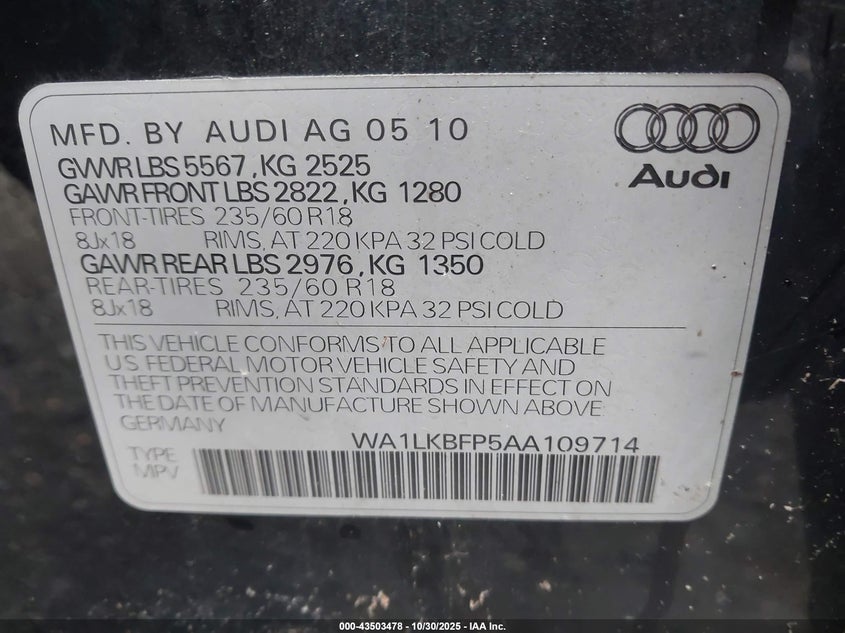 MFD. BY AUDI AG 05 10
GVWR LBS 5567, KG 2525
GAWR FRONT LBS 2822, KG 1280
FRONT-TIRES 235/60 R18
8Jx18 RIMS, AT 220 KPA 32 PSI COLD
GAWR REAR LBS 2976, KG 1350
REAR-TIRES 235/60 R18
8Jx18 RIMS, AT 220 KPA 32 PSI COLD
Audi
THIS VEHICLE CONFORMS TO ALL APPLICABLE
U.S. FEDERAL MOTOR VEHICLE SAFETY AND
THEFT PREVENTION STANDARDS IN EFFECT ON
THE DATE OF MANUFACTURE SHOWN ABOVE.
GERMANY
WA1LKBFP5AA109714
TYPE
MPV
000-43503478 - 10/30/2025 - IAA Inc.